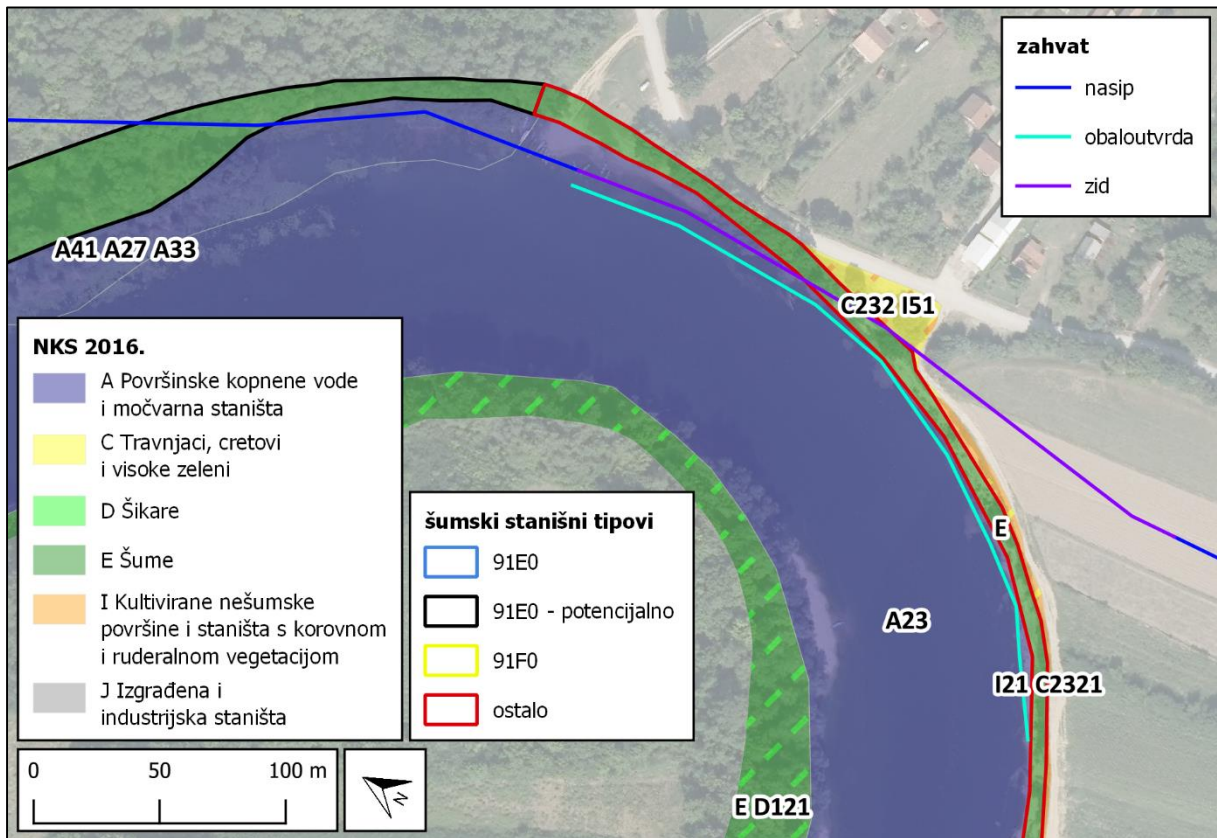 zahvat
nasip
obaloutvrda
zid
A41 A27 A33
C232 I51
NKS 2016.
A Površinske kopnene vode
i močvarna staništa
C Travnjaci, cretovi
i visoke zeleni
D Šikare
E Šume
I Kultivirane nešumske
površine i staništa s korovnom
i ruderalnom vegetacijom
J Izgrađena i
industrijska staništa
šumski stanišni tipovi
91E0
91E0 - potencijalno
91F0
ostalo
E
A23
I21 C2321
0 50 100 m
N
E D121